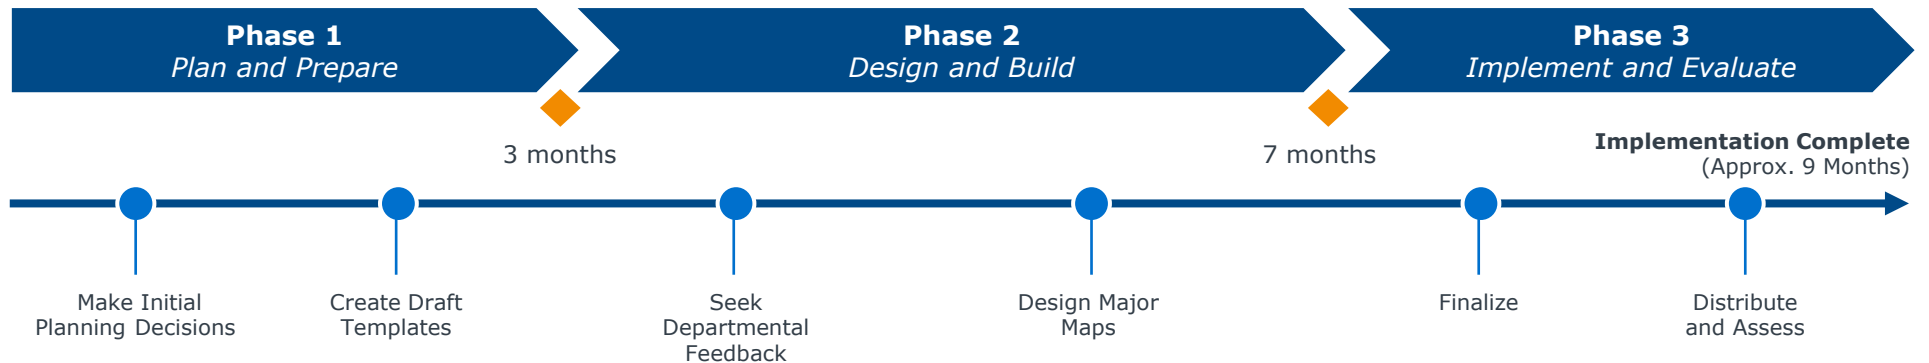 Phase 1
Plan and Prepare
Phase 2
Design and Build
Phase 3
Implement and Evaluate
3 months
7 months
Implementation Complete
(Approx. 9 Months)
Make Initial
Planning Decisions
Create Draft
Templates
Seek
Departmental
Feedback
Design Major
Maps
Finalize
Distribute
and Assess